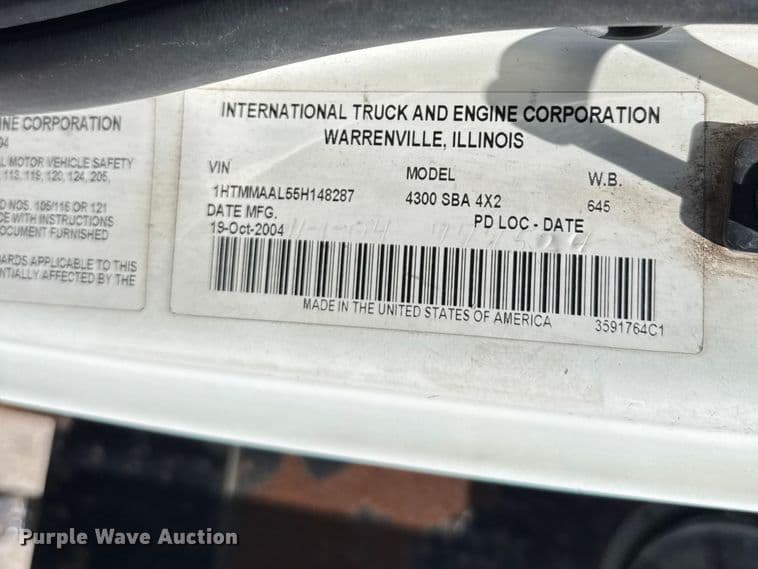 INE CORPORATION
94
L MOTOR VEHICLE SAFETY
, 113, 119, 120, 124, 205,
D NOS. 105/116 OR 121
CE WITH INSTRUCTIONS
DOCUMENT FURNISHED
ARDS APPLICABLE TO THIS
NTIALLY AFFECTED BY THE
INTERNATIONAL TRUCK AND ENGINE CORPORATION
WARRENVILLE, ILLINOIS
VIN MODEL W.B.
1HTMMAAL55H148287 4300 SBA 4X2 645
DATE MFG. PD LOC - DATE
19-Oct-2004
MADE IN THE UNITED STATES OF AMERICA 3591764C1
Purple Wave Auction